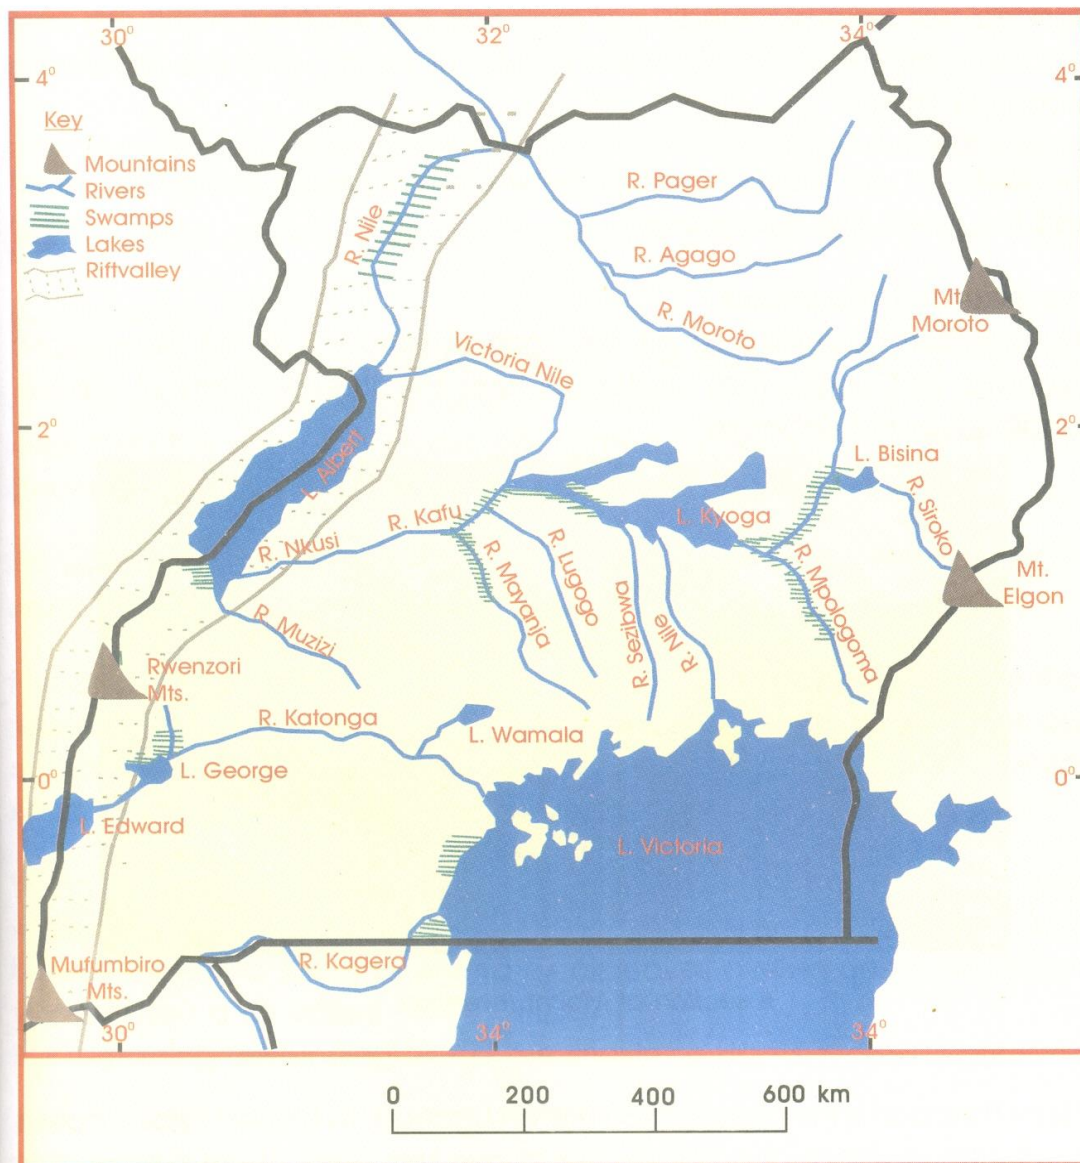 30°
32°
34°
4°
4°
Key
Mountains
Rivers
Swamps
Lakes
Riftvalley
R. Pager
R. Nile
R. Agago
Mt.
Moroto
R. Moroto
Victoria Nile
2°
2°
L. Albert
L. Bisina
R. Siroko
R. Kafu
L. Kyoga
R. Nkusi
R. Mayanja
R. Lugogo
R. Sezibwa
R. Nile
R. Mpologoma
Mt.
Elgon
R. Muzizi
Rwenzori
Mts.
R. Katonga
L. Wamala
L. George
0°
0°
L. Edward
L. Victoria
Mufumbiro
Mts.
R. Kagera
30°
34°
34°
0 200 400 600 km